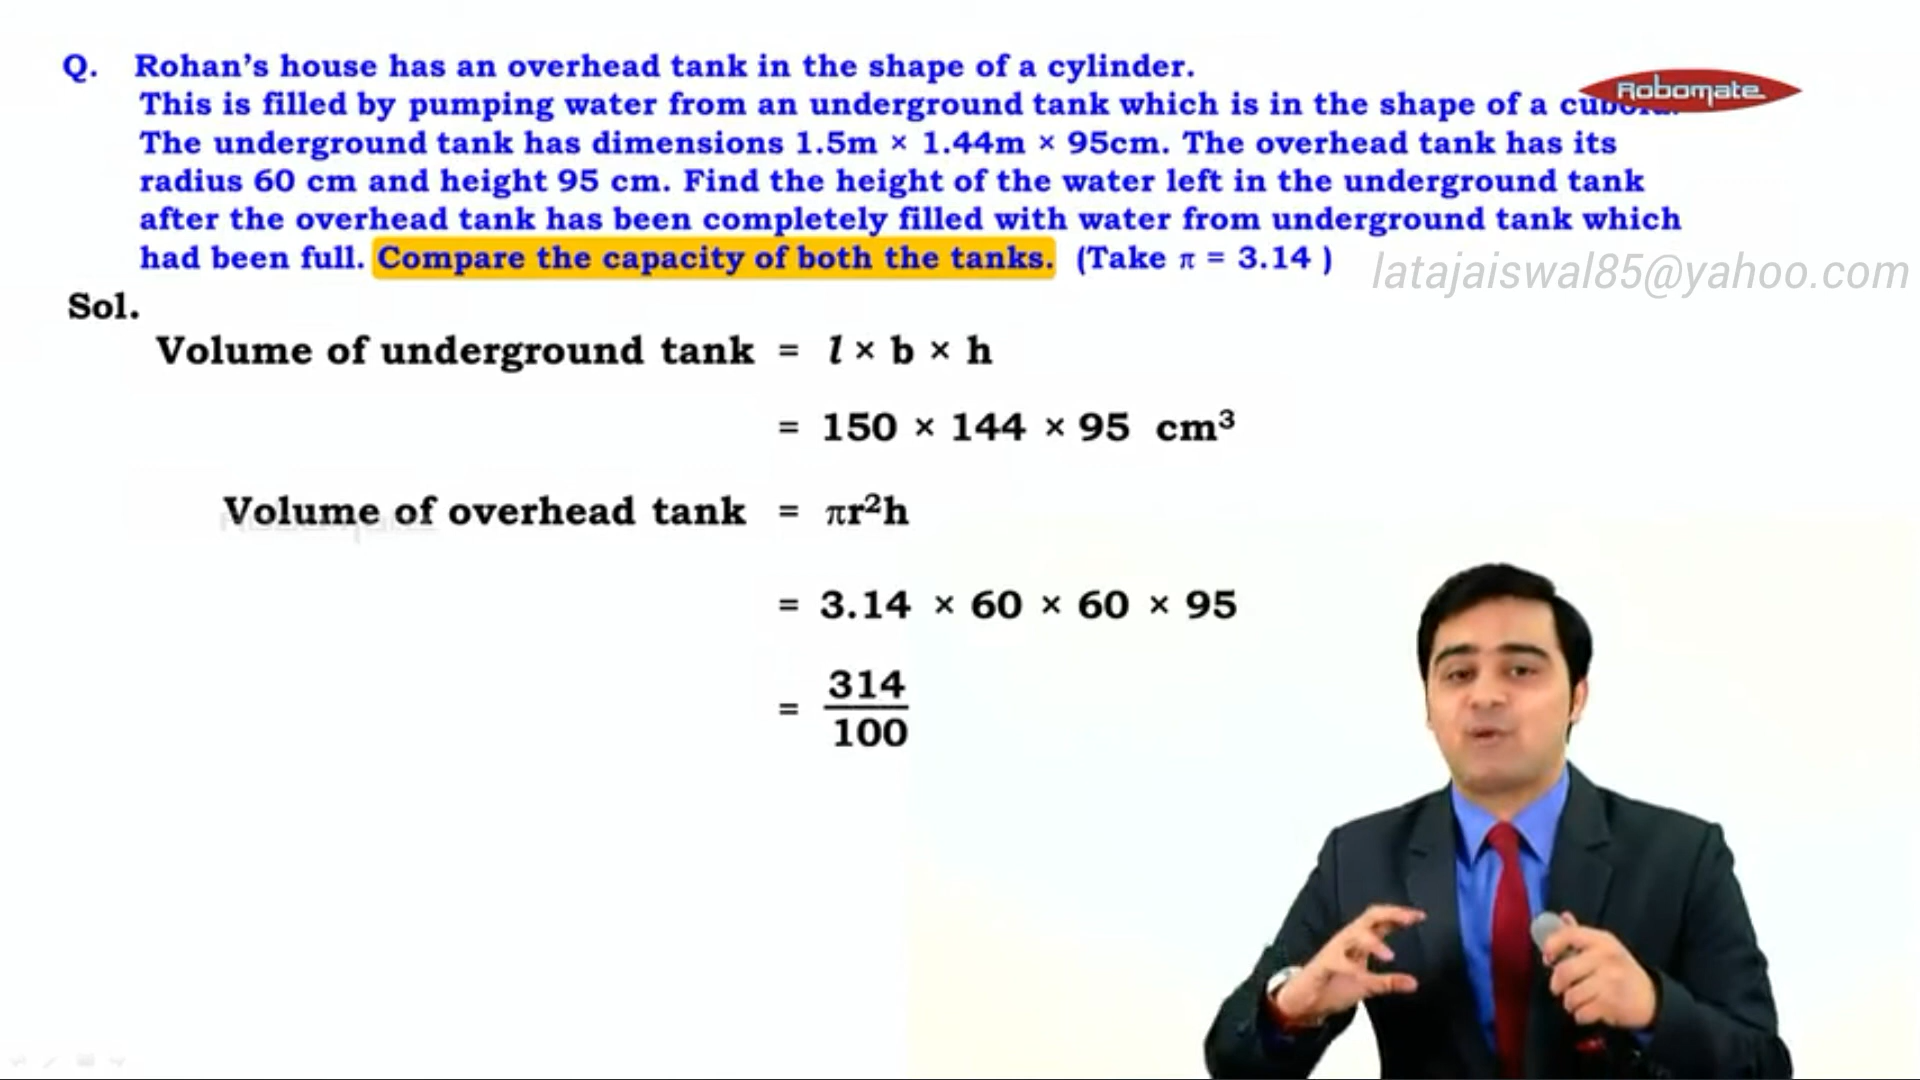 Q. Rohan's house has an overhead tank in the shape of a cylinder.
Robomate
This is filled by pumping water from an underground tank which is in the shape of a
The underground tank has dimensions 1.5m × 1.44m × 95cm. The overhead tank has its
radius 60 cm and height 95 cm. Find the height of the water left in the underground tank
after the overhead tank has been completely filled with water from underground tank which
had been full. Compare the capacity of both the tanks. (Take π = 3.14 )
latajaiswal85@yahoo.com
Sol.
Volume of underground tank = l × b × h
= 150 × 144 × 95 cm³
Volume of overhead tank = πr²h
= 3.14 × 60 × 60 × 95
= 314
100